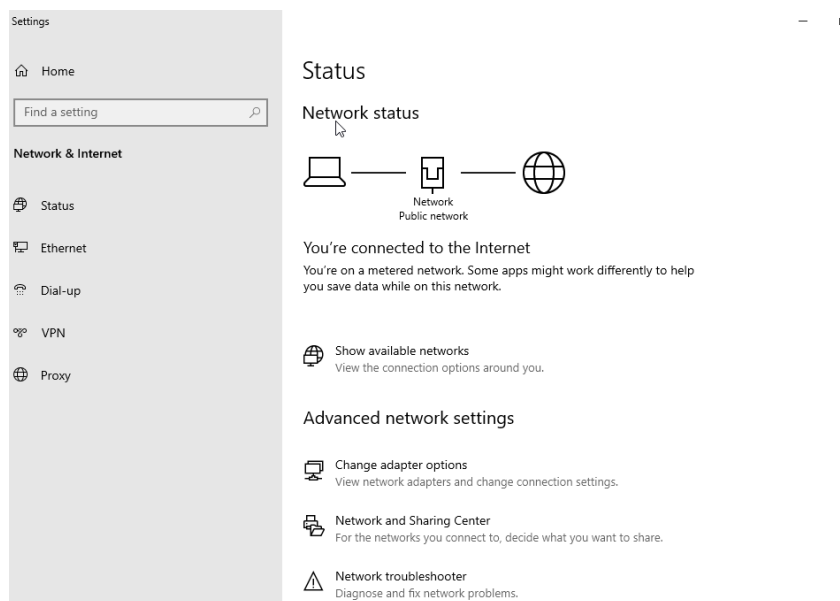 Settings
Home
Find a setting
Network & Internet
Status
Ethernet
Dial-up
VPN
Proxy
Status
Network status
Network
Public network
You're connected to the Internet
You're on a metered network. Some apps might work differently to help
you save data while on this network.
Show available networks
View the connection options around you.
Advanced network settings
Change adapter options
View network adapters and change connection settings.
Network and Sharing Center
For the networks you connect to, decide what you want to share.
Network troubleshooter
Diagnose and fix network problems.